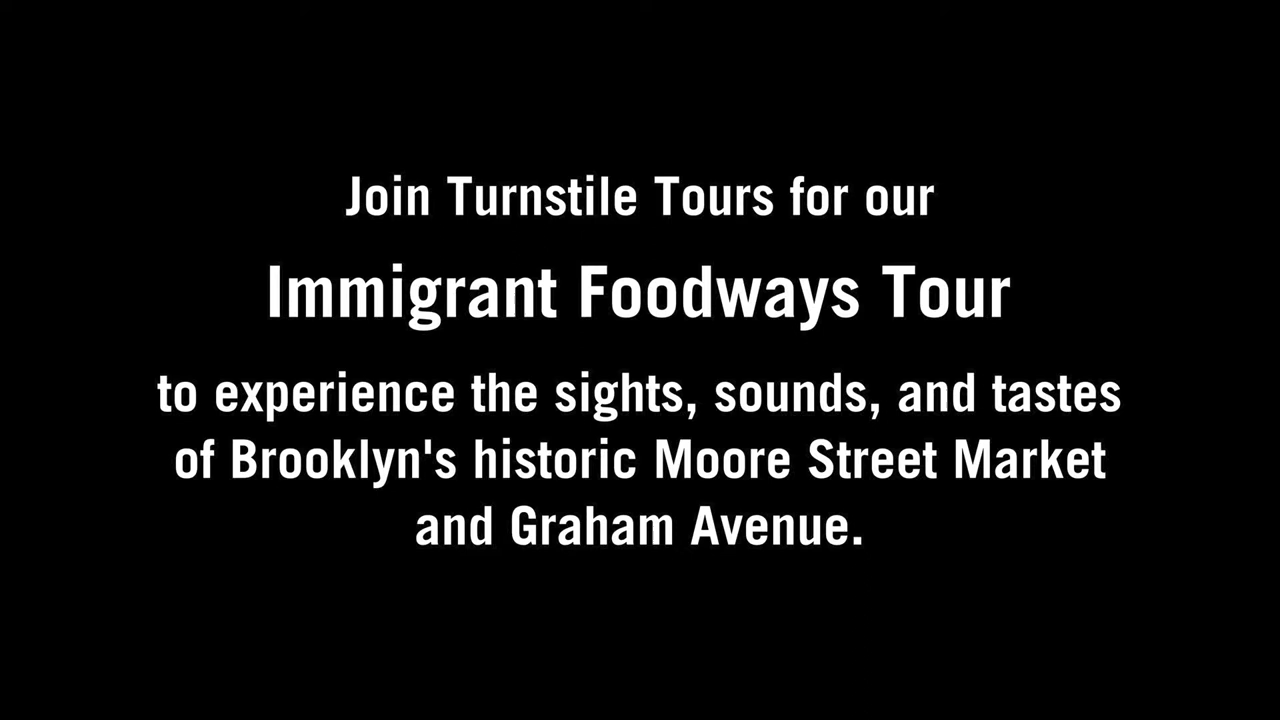 Join Turnstile Tours for our
Immigrant Foodways Tour
to experience the sights, sounds, and tastes
of Brooklyn's historic Moore Street Market
and Graham Avenue.